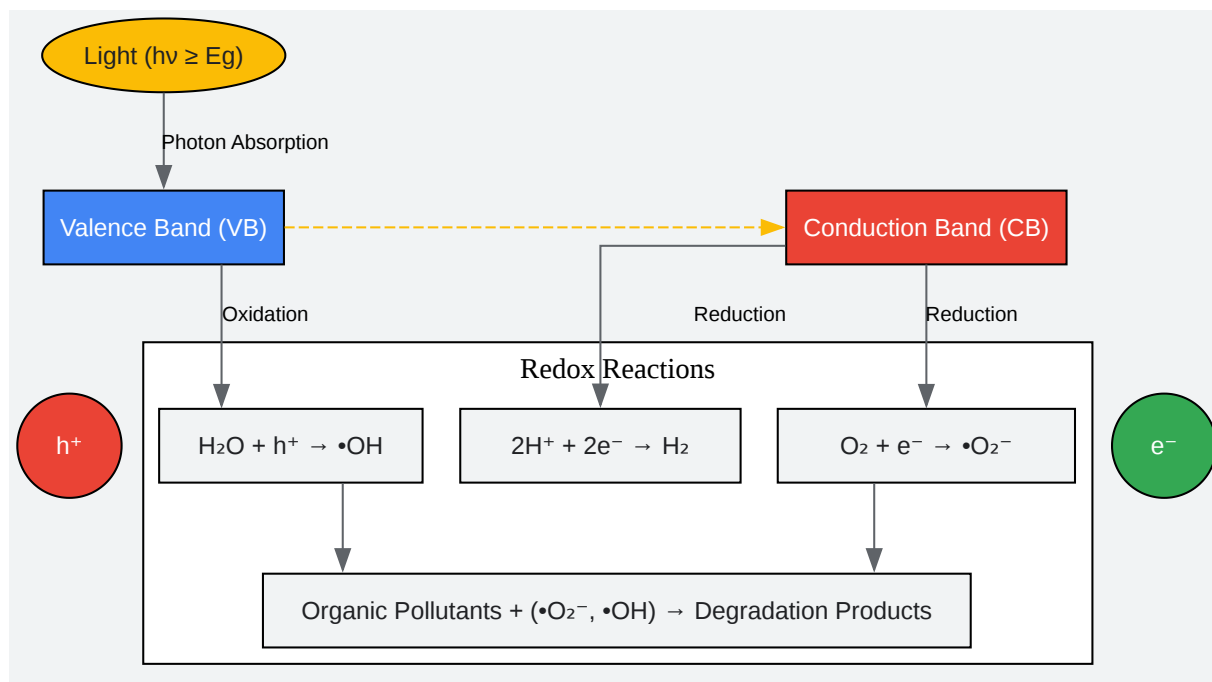 Light (hν ≥ Eg)
Photon Absorption
Valence Band (VB)
Conduction Band (CB)
Oxidation
Reduction
Reduction
Redox Reactions
h⁺
H₂O + h⁺ → •OH
2H⁺ + 2e⁻ → H₂
O₂ + e⁻ → •O₂⁻
e⁻
Organic Pollutants + (•O₂⁻, •OH) → Degradation Products